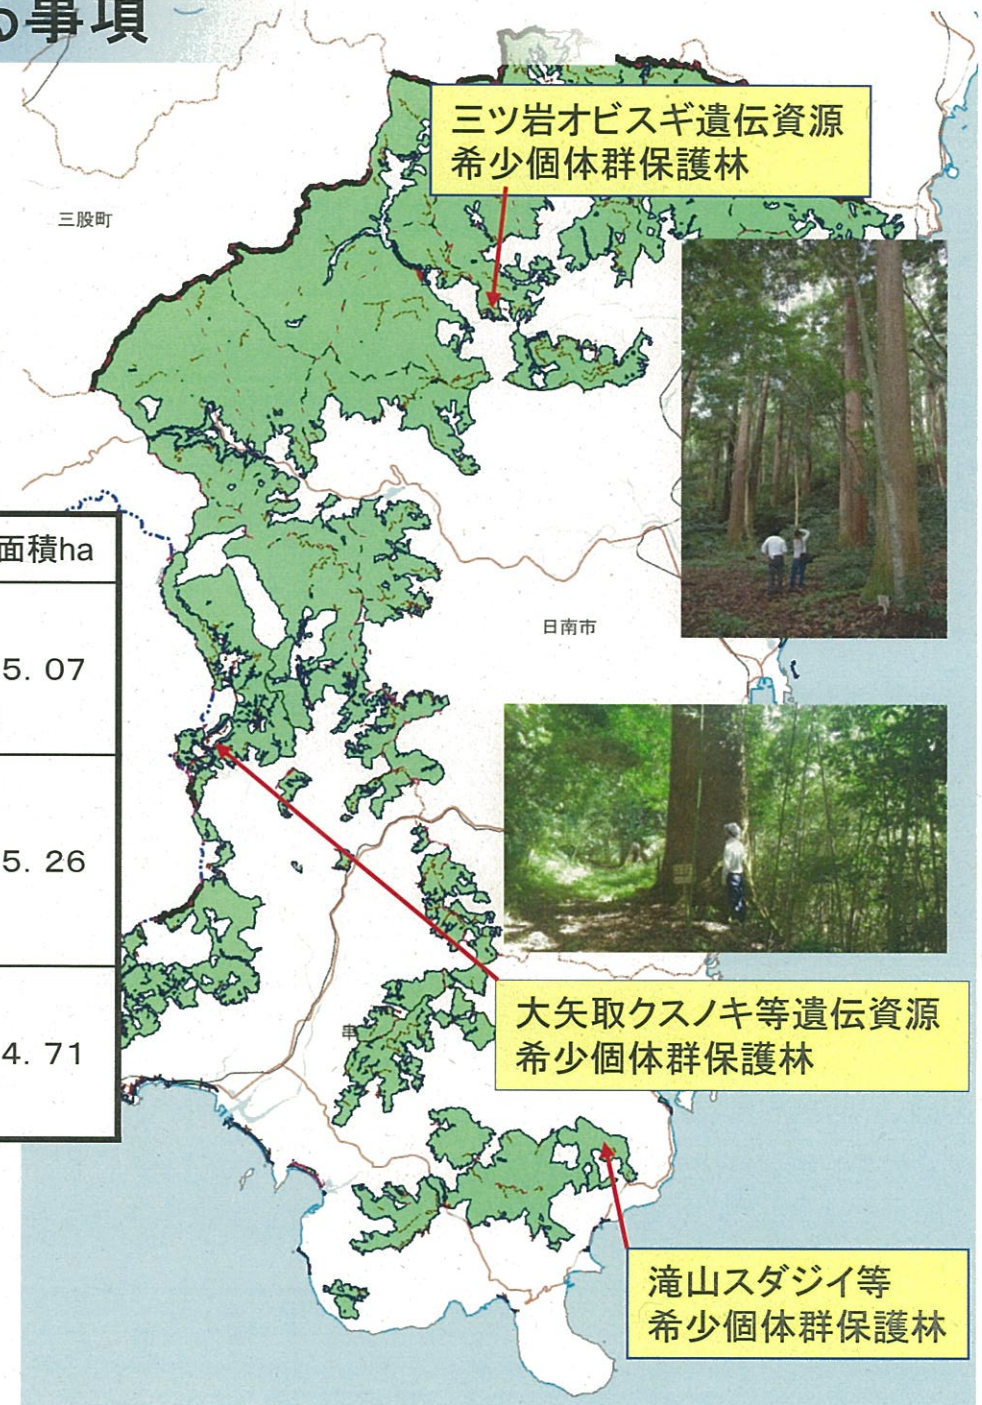 る事項
三ツ岩オビスギ遺伝資源
希少個体群保護林
三股町
面積ha
5. 07
日南市
5. 26
大矢取クスノキ等遺伝資源
希少個体群保護林
串
4. 71
滝山スダジイ等
希少個体群保護林